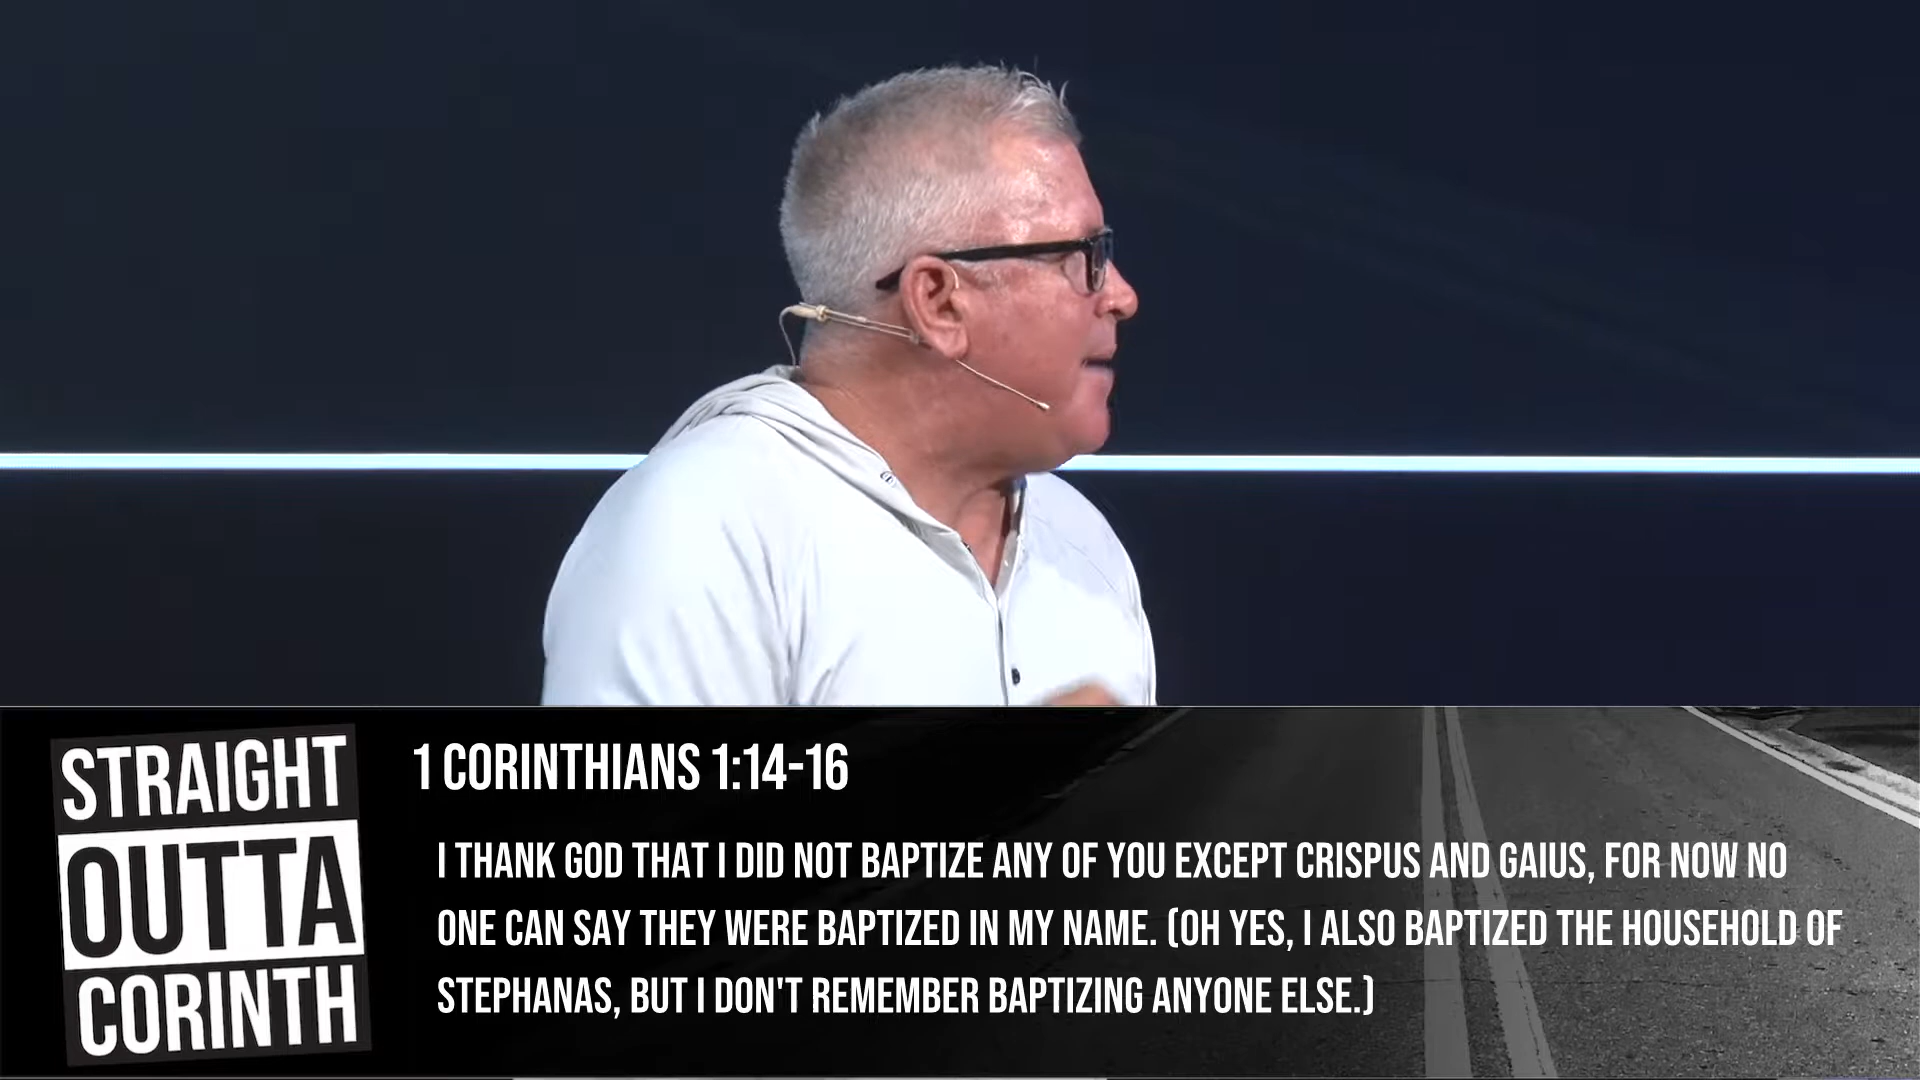 STRAIGHT
OUTTA
CORINTH
1 CORINTHIANS 1:14-16
I THANK GOD THAT I DID NOT BAPTIZE ANY OF YOU EXCEPT CRISPUS AND GAIUS, FOR NOW NO
ONE CAN SAY THEY WERE BAPTIZED IN MY NAME. (OH YES, I ALSO BAPTIZED THE HOUSEHOLD OF
STEPHANAS, BUT I DON'T REMEMBER BAPTIZING ANYONE ELSE.)